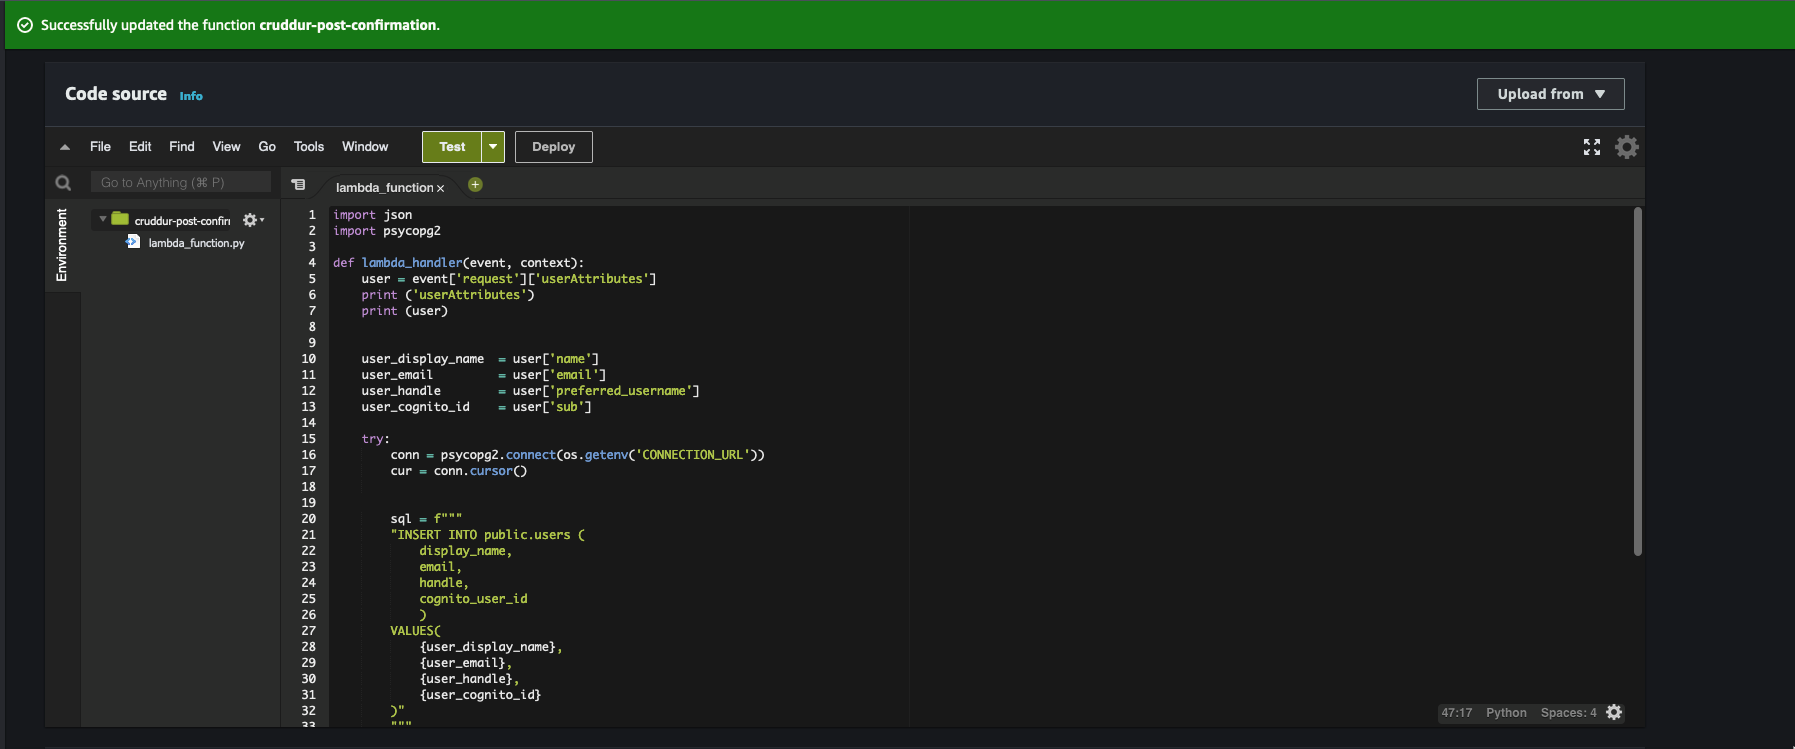 Successfully updated the function cruddur-post-confirmation.
Code source Info
Upload from ▼
File Edit Find View Go Tools Window Test Deploy
Go to Anything (⌘ P)
lambda_function ×
Environment
cruddur-post-confirm
lambda_function.py
1 import json
2 import psycopg2
3
4 def lambda_handler(event, context):
5     user = event['request']['userAttributes']
6     print ('userAttributes')
7     print (user)
8
9
10     user_display_name  = user['name']
11     user_email         = user['email']
12     user_handle        = user['preferred_username']
13     user_cognito_id    = user['sub']
14
15     try:
16         conn = psycopg2.connect(os.getenv('CONNECTION_URL'))
17         cur = conn.cursor()
18
19
20         sql = f"""
21         "INSERT INTO public.users (
22             display_name,
23             email,
24             handle,
25             cognito_user_id
26             )
27         VALUES(
28             {user_display_name},
29             {user_email},
30             {user_handle},
31             {user_cognito_id}
32         )"
33         """
47:17 Python Spaces: 4